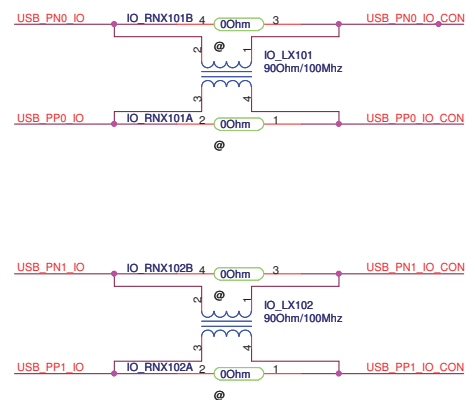 USB_PN0_IO IO_RNX101B 4 0Ohm 3 USB_PN0_IO_CON
2 @ 1 IO_LX101
90Ohm/100Mhz
3 4
USB_PP0_IO IO_RNX101A 2 0Ohm 1 USB_PP0_IO_CON
@
USB_PN1_IO IO_RNX102B 4 0Ohm 3 USB_PN1_IO_CON
2 @ 1 IO_LX102
90Ohm/100Mhz
3 4
USB_PP1_IO IO_RNX102A 2 0Ohm 1 USB_PP1_IO_CON
@